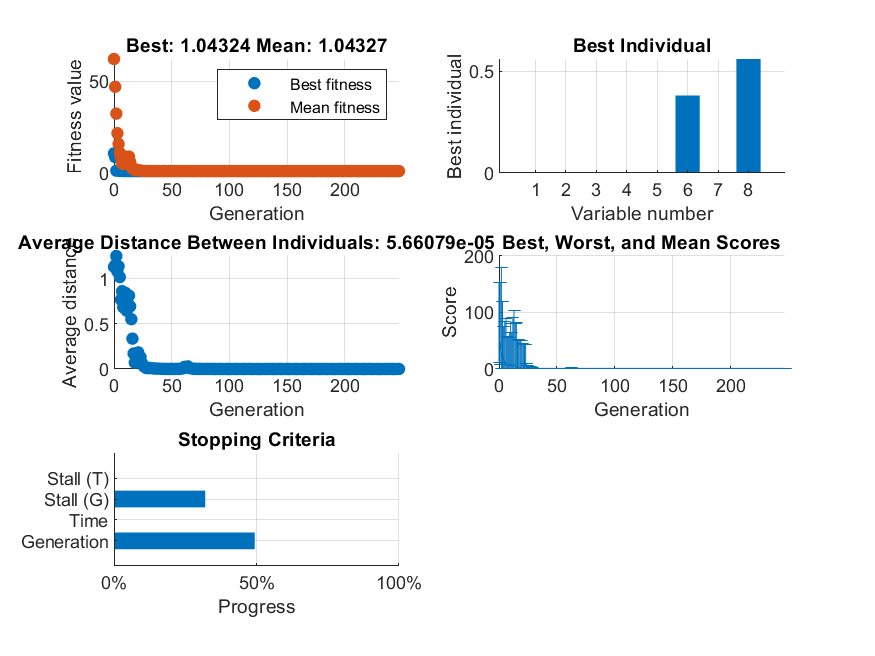 Best: 1.04324 Mean: 1.04327
Fitness value
50
0
Best fitness
Mean fitness
0 50 100 150 200
Generation
Best Individual
Best individual
0.5
0
1 2 3 4 5 6 7 8
Variable number
Average Distance Between Individuals: 5.66079e-05
Average distance
1
0.5
0
0 50 100 150 200
Generation
Best, Worst, and Mean Scores
Score
200
100
0
0 50 100 150 200
Generation
Stopping Criteria
Stall (T)
Stall (G)
Time
Generation
0% 50% 100%
Progress